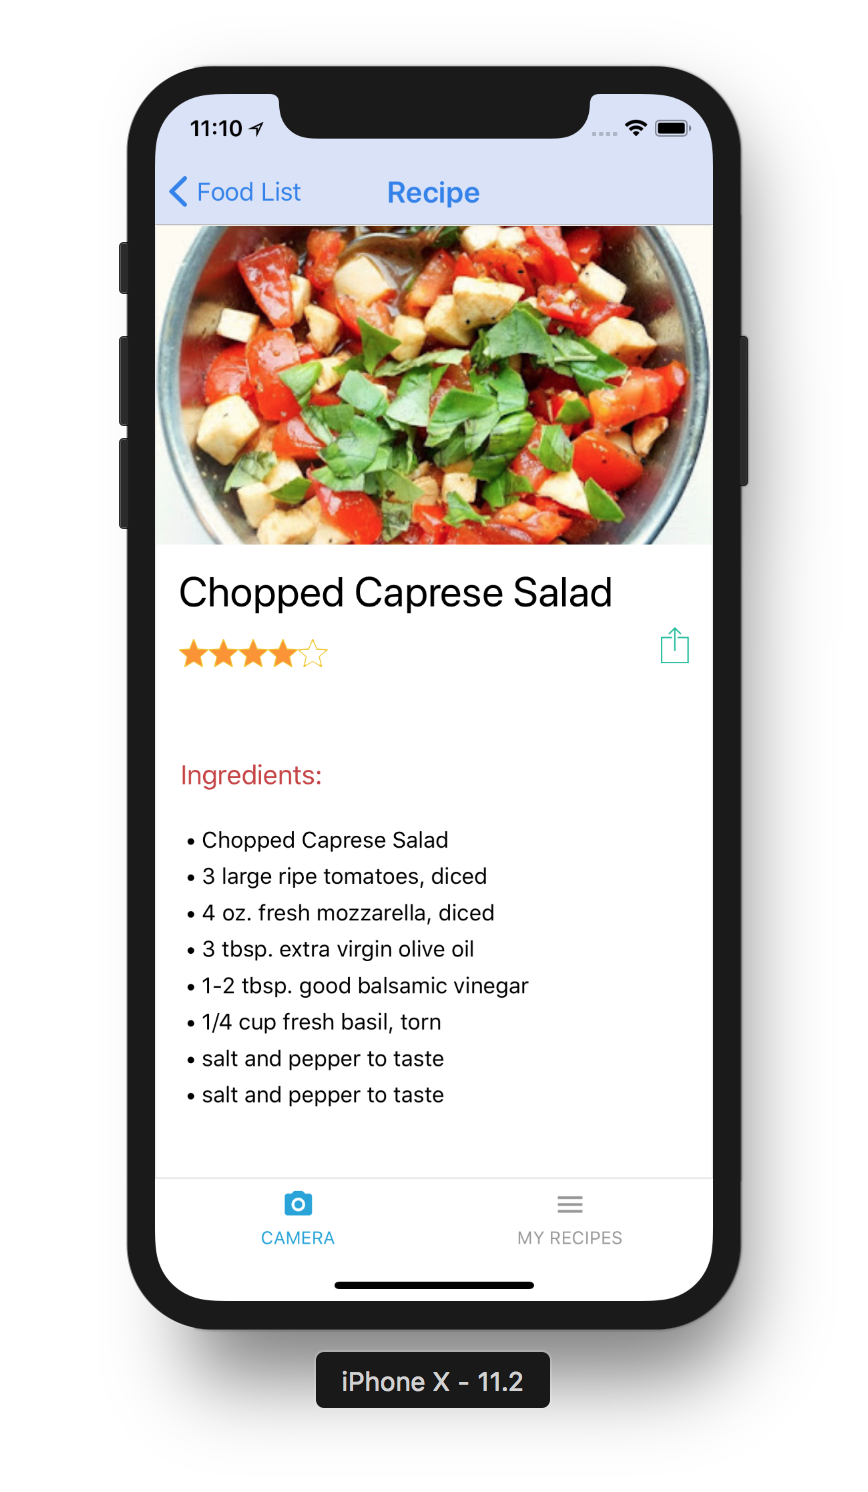 11:10
Food List
Recipe
Chopped Caprese Salad
Ingredients:
• Chopped Caprese Salad
• 3 large ripe tomatoes, diced
• 4 oz. fresh mozzarella, diced
• 3 tbsp. extra virgin olive oil
• 1-2 tbsp. good balsamic vinegar
• 1/4 cup fresh basil, torn
• salt and pepper to taste
• salt and pepper to taste
CAMERA
MY RECIPES
iPhone X - 11.2